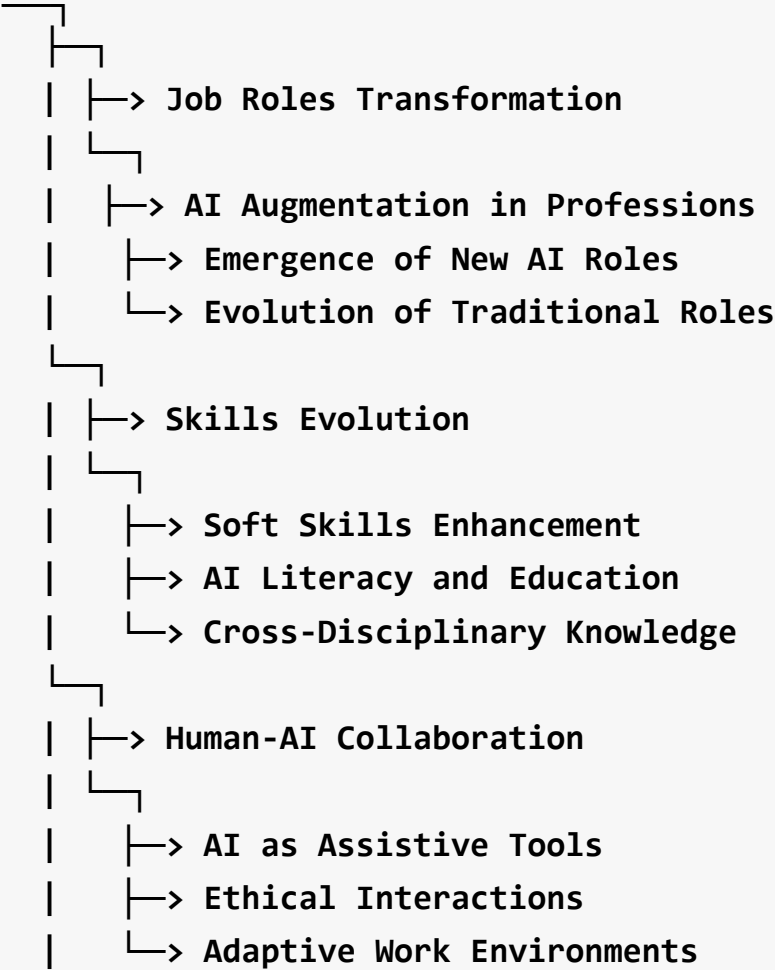 Job Roles Transformation
AI Augmentation in Professions
Emergence of New AI Roles
Evolution of Traditional Roles
Skills Evolution
Soft Skills Enhancement
AI Literacy and Education
Cross-Disciplinary Knowledge
Human-AI Collaboration
AI as Assistive Tools
Ethical Interactions
Adaptive Work Environments